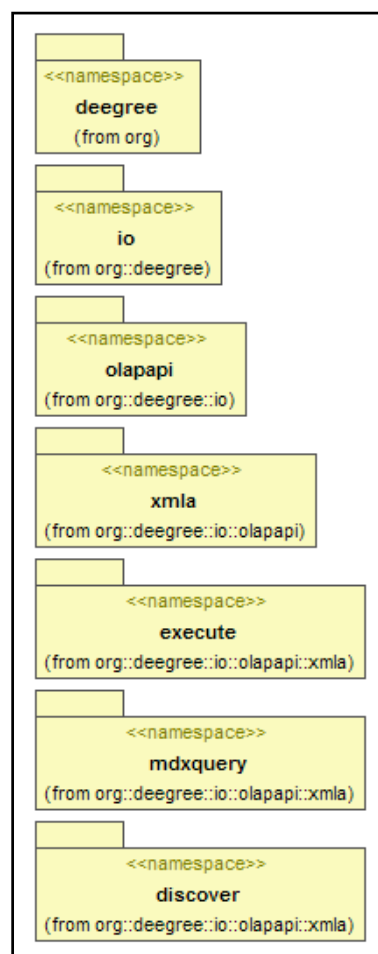 <<namespace>>
deegree
(from org)
<<namespace>>
io
(from org::deegree)
<<namespace>>
olapapi
(from org::deegree::io)
<<namespace>>
xmla
(from org::deegree::io::olapapi)
<<namespace>>
execute
(from org::deegree::io::olapapi::xmla)
<<namespace>>
mdxquery
(from org::deegree::io::olapapi::xmla)
<<namespace>>
discover
(from org::deegree::io::olapapi::xmla)